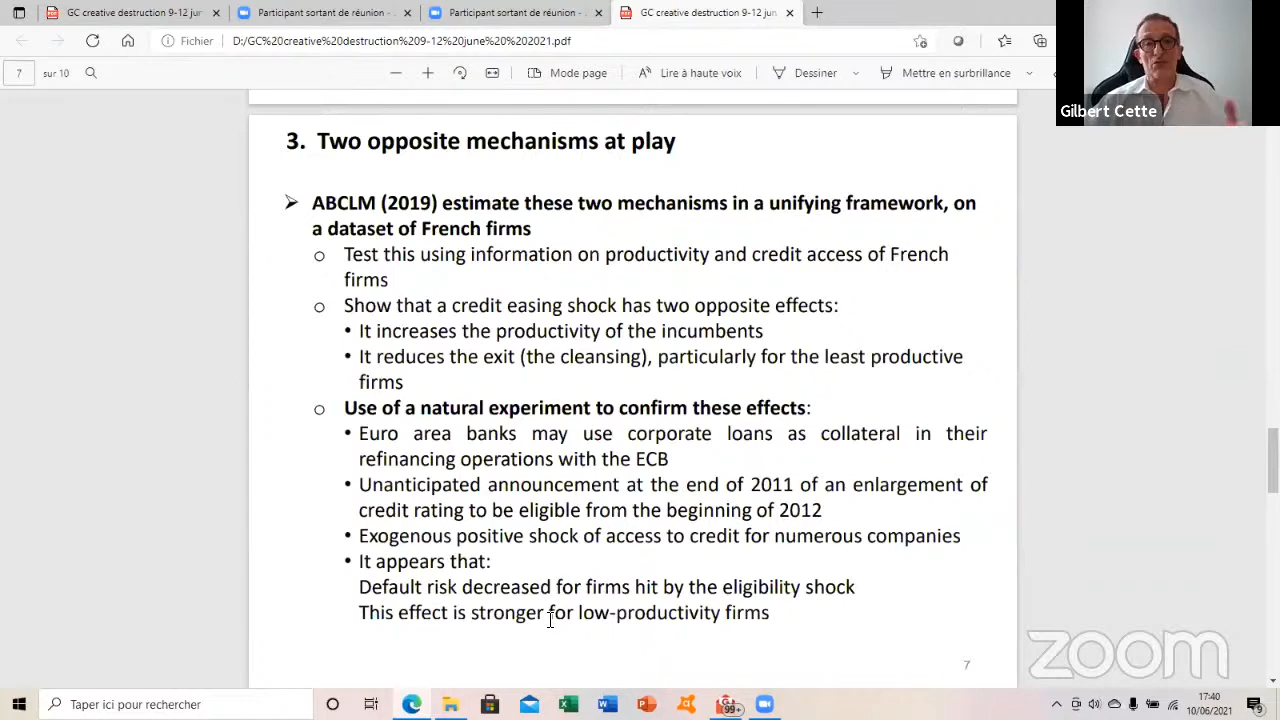 GC creative destruction 9-12 jur
Participant sortant de réunion -
Participant sortant de réunion -
GC creative destruction 9-12 jun
Fichier
D:/GC%20creative%20destruction%209-12%20june%20%202021.pdf
7
sur 10
Mode page
Lire à haute voix
Dessiner
Mettre en surbrillance
Gilbert Cette
3. Two opposite mechanisms at play
ABCLM (2019) estimate these two mechanisms in a unifying framework, on
a dataset of French firms
o Test this using information on productivity and credit access of French
firms
o Show that a credit easing shock has two opposite effects:
• It increases the productivity of the incumbents
• It reduces the exit (the cleansing), particularly for the least productive
firms
o Use of a natural experiment to confirm these effects:
• Euro area banks may use corporate loans as collateral in their
refinancing operations with the ECB
• Unanticipated announcement at the end of 2011 of an enlargement of
credit rating to be eligible from the beginning of 2012
• Exogenous positive shock of access to credit for numerous companies
• It appears that:
Default risk decreased for firms hit by the eligibility shock
This effect is stronger for low-productivity firms
7
zoom
Taper ici pour rechercher
99+
17:40
10/06/2021
9